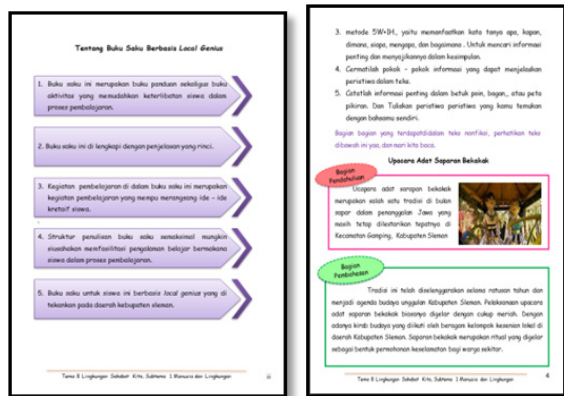 Tentang Buku Saku Berbasis Local Genius
1. Buku saku ini merupakan buku panduan sekaligus buku
aktivitas yang memudahkan keterlibatan siswa dalam
proses pembalajaran.
2. Buku saku ini di lengkapi dengan penjelasan yang rinci.
3. Kegiatan pembelajaran di dalam buku saku ini merupakan
kegiatan pembelajaran yang mampu merangsang ide – ide
kreatif siswa.
4. Struktur penulisan buku saku semaksimal mungkin
diusahakan memfasilitasi pengalaman belajar bermakna
siswa dalam proses pembelajaran.
5. Buku saku untuk siswa ini berbasis local genius yang di
tekankan pada daerah kebupaten sleman.
Tema 8 Lingkungan Sahabat Kita, Subtema 1 Manusia dan Lingkungan
iii
3. metode 5W+1H., yaitu memanfaatkan kata tanya apa, kapan,
dimana, siapa, mengapa, dan bagaimana . Untuk mencari informasi
penting dan menyajikannya dalam kesimpulan.
4. Cermatilah pokok – pokok informasi yang dapat menjelaskan
peristiwa dalam teks.
5. Catatlah informasi penting dalam betuk poin, bagan,, atau peta
pikiran. Dan Tuliskan peristiwa peristiwa yang kamu temukan
dengan bahasamu sendiri.
Bagian bagian yang terdapatdidalam teks nonfiksi, perhatikan teks
dibawah ini yaa, dan mari kita baca.
Upacara Adat Saparan Bekakak
Bagian
Pendahuluan
Ucapara adat sarapan bekakak
merupakan salah satu tradisi di bulan
sapar dalam penanggalan Jawa yang
masih tetap dilestarikan tepatnya di
Kecamatan Gamping, Kabupaten Sleman
Bagian
Pembahasan
Tradisi ini telah diselenggarakan selama ratusan tahun dan
menjadi agenda budaya unggulan Kabupaten Sleman. Pelaksanaan upacara
adat saparan bekakak biasanya digelar dengan cukup meriah. Dengan
adanya kirab budaya yang diikuti oleh beragam kelompok kesenian lokal di
daerah Kabupaten Sleman. Saparan bekakak merupakan ritual yang digelar
sebagai bentuk permohonan keselamatan bagi warga sekitar.
Tema 8 Lingkungan Sahabat Kita, Subtema 1 Manusia dan Lingkungan
4